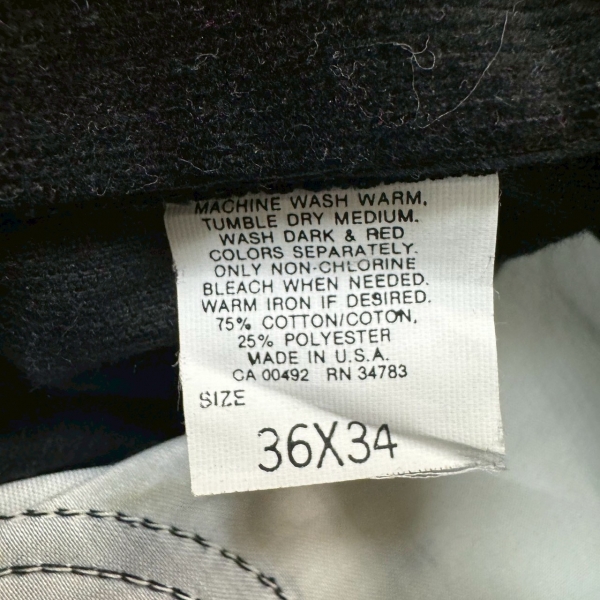 MACHINE WASH WARM,
TUMBLE DRY MEDIUM.
WASH DARK & RED
COLORS SEPARATELY.
ONLY NON-CHLORINE
BLEACH WHEN NEEDED.
WARM IRON IF DESIRED.
75% COTTON/COTON,
25% POLYESTER
MADE IN U.S.A.
CA 00492 RN 34783
SIZE
36X34